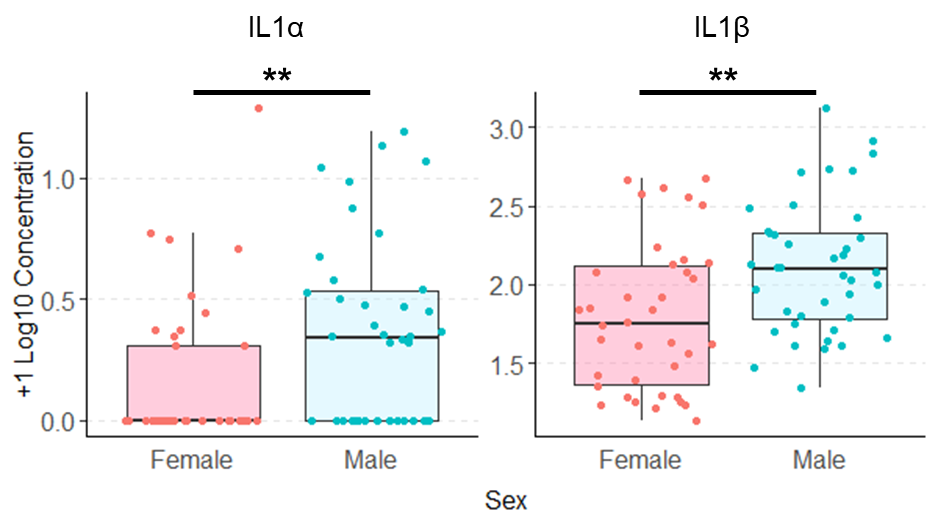 IL1α
IL1β
**
**
+1 Log10 Concentration
1.0
0.5
0.0
3.0
2.5
2.0
1.5
Female
Male
Female
Male
Sex